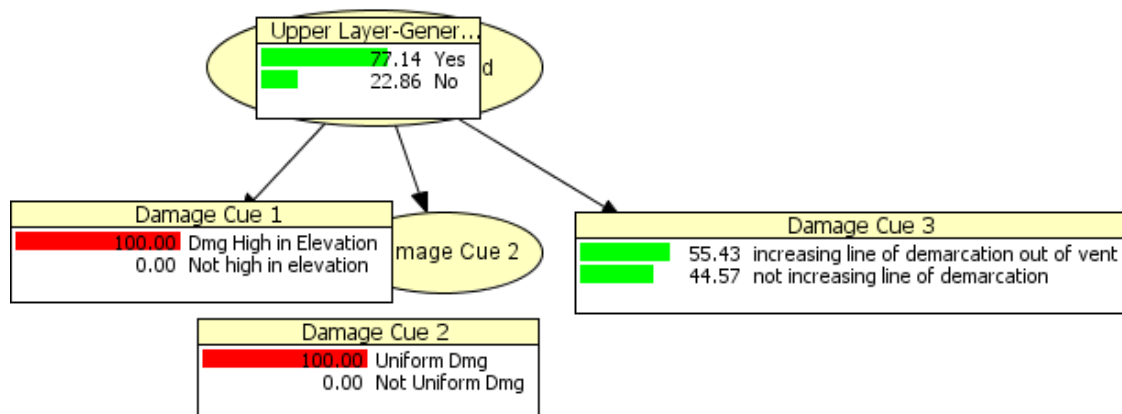 Upper Layer-Gener...
77.14 Yes
22.86 No
d
Damage Cue 1
100.00 Dmg High in Elevation
0.00 Not high in elevation
mage Cue 2
Damage Cue 3
55.43 increasing line of demarcation out of vent
44.57 not increasing line of demarcation
Damage Cue 2
100.00 Uniform Dmg
0.00 Not Uniform Dmg